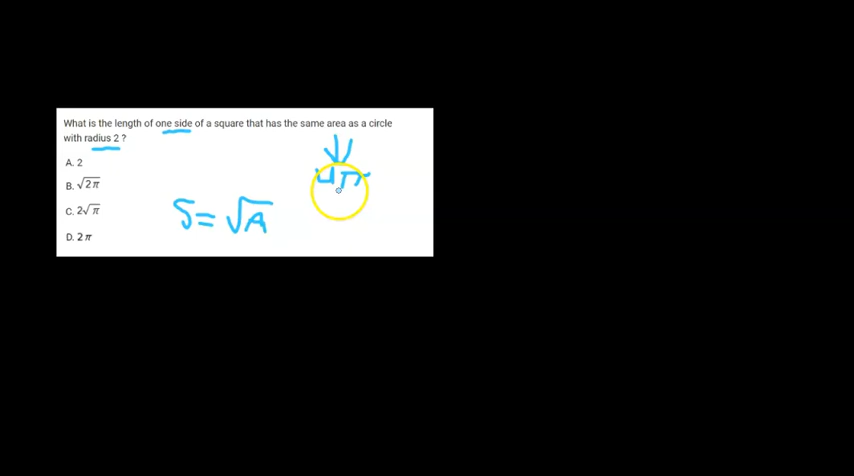 What is the length of one side of a square that has the same area as a circle
with radius 2 ?
A. 2
B. √2π
C. 2√π
D. 2π
4π
S = √A